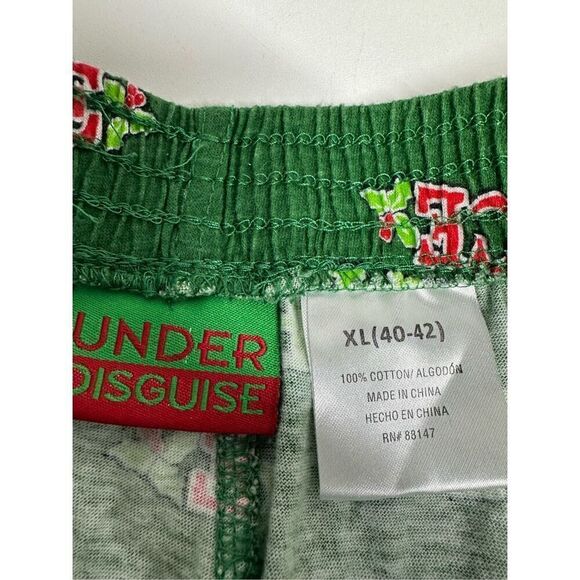 UNDER
DISGUISE
XL(40-42)
100% COTTON/ALGODÓN
MADE IN CHINA
HECHO EN CHINA
RN# 88147